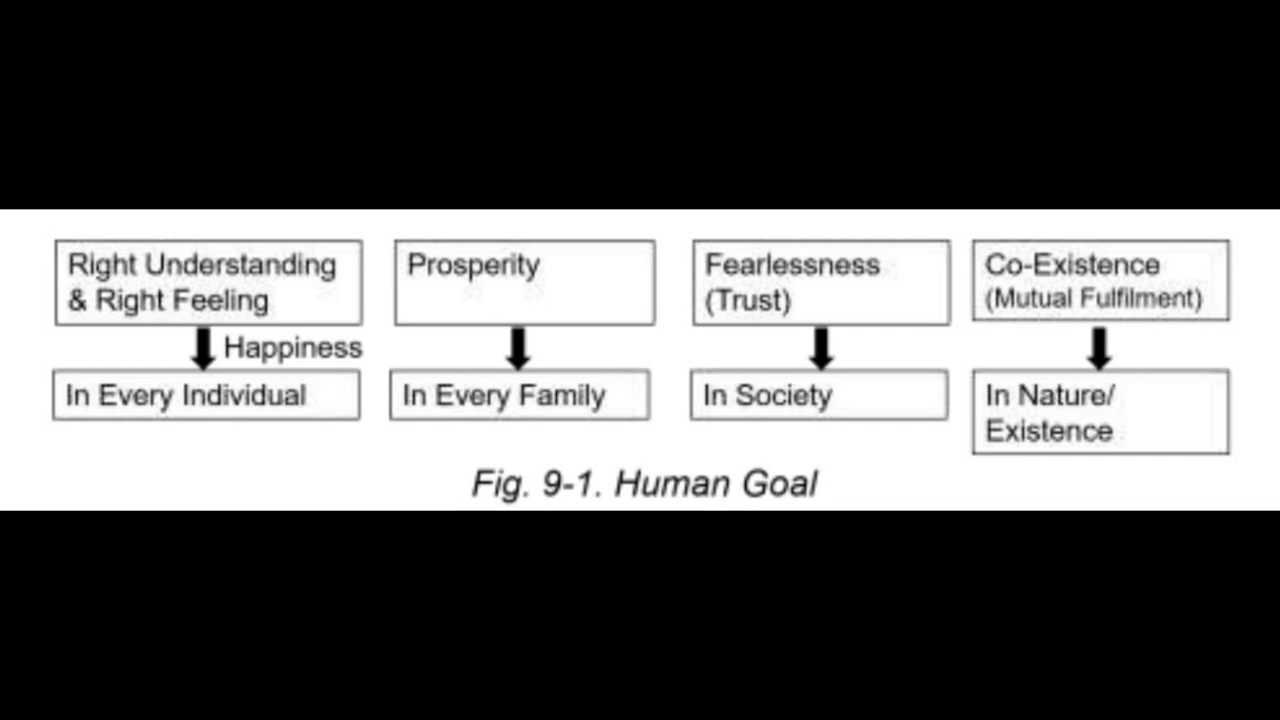 Right Understanding
& Right Feeling
Prosperity
Fearlessness
(Trust)
Co-Existence
(Mutual Fulfilment)
Happiness
In Every Individual
In Every Family
In Society
In Nature/
Existence
Fig. 9-1. Human Goal